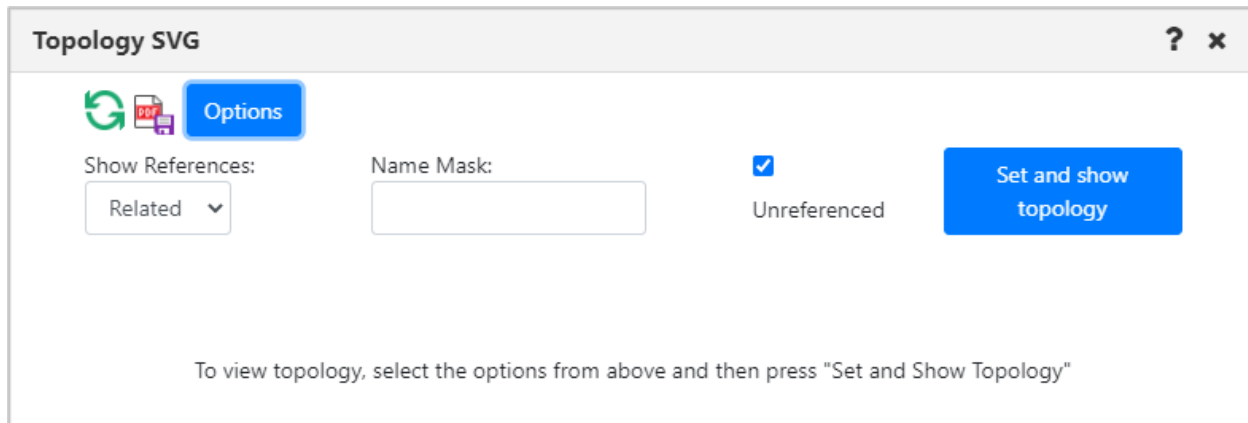 Topology SVG
? ×
PDF Options
Show References:
Name Mask:
Related
Unreferenced
Set and show
topology
To view topology, select the options from above and then press "Set and Show Topology"